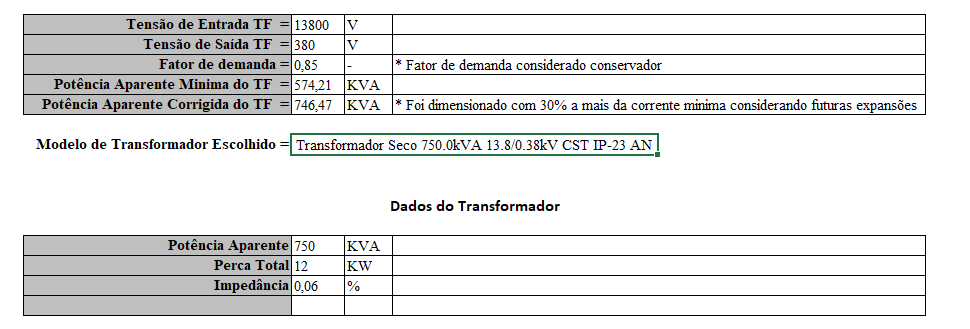 Tensão de Entrada TF = 13800 V
Tensão de Saída TF = 380 V
Fator de demanda = 0,85 - * Fator de demanda considerado conservador
Potência Aparente Minima do TF = 574,21 KVA
Potência Aparente Corrigida do TF = 746,47 KVA * Foi dimensionado com 30% a mais da corrente minima considerando futuras expansões
Modelo de Transformador Escolhido = Transformador Seco 750.0kVA 13.8/0.38kV CST IP-23 AN
Dados do Transformador
Potência Aparente 750 KVA
Perca Total 12 KW
Impedância 0,06 %